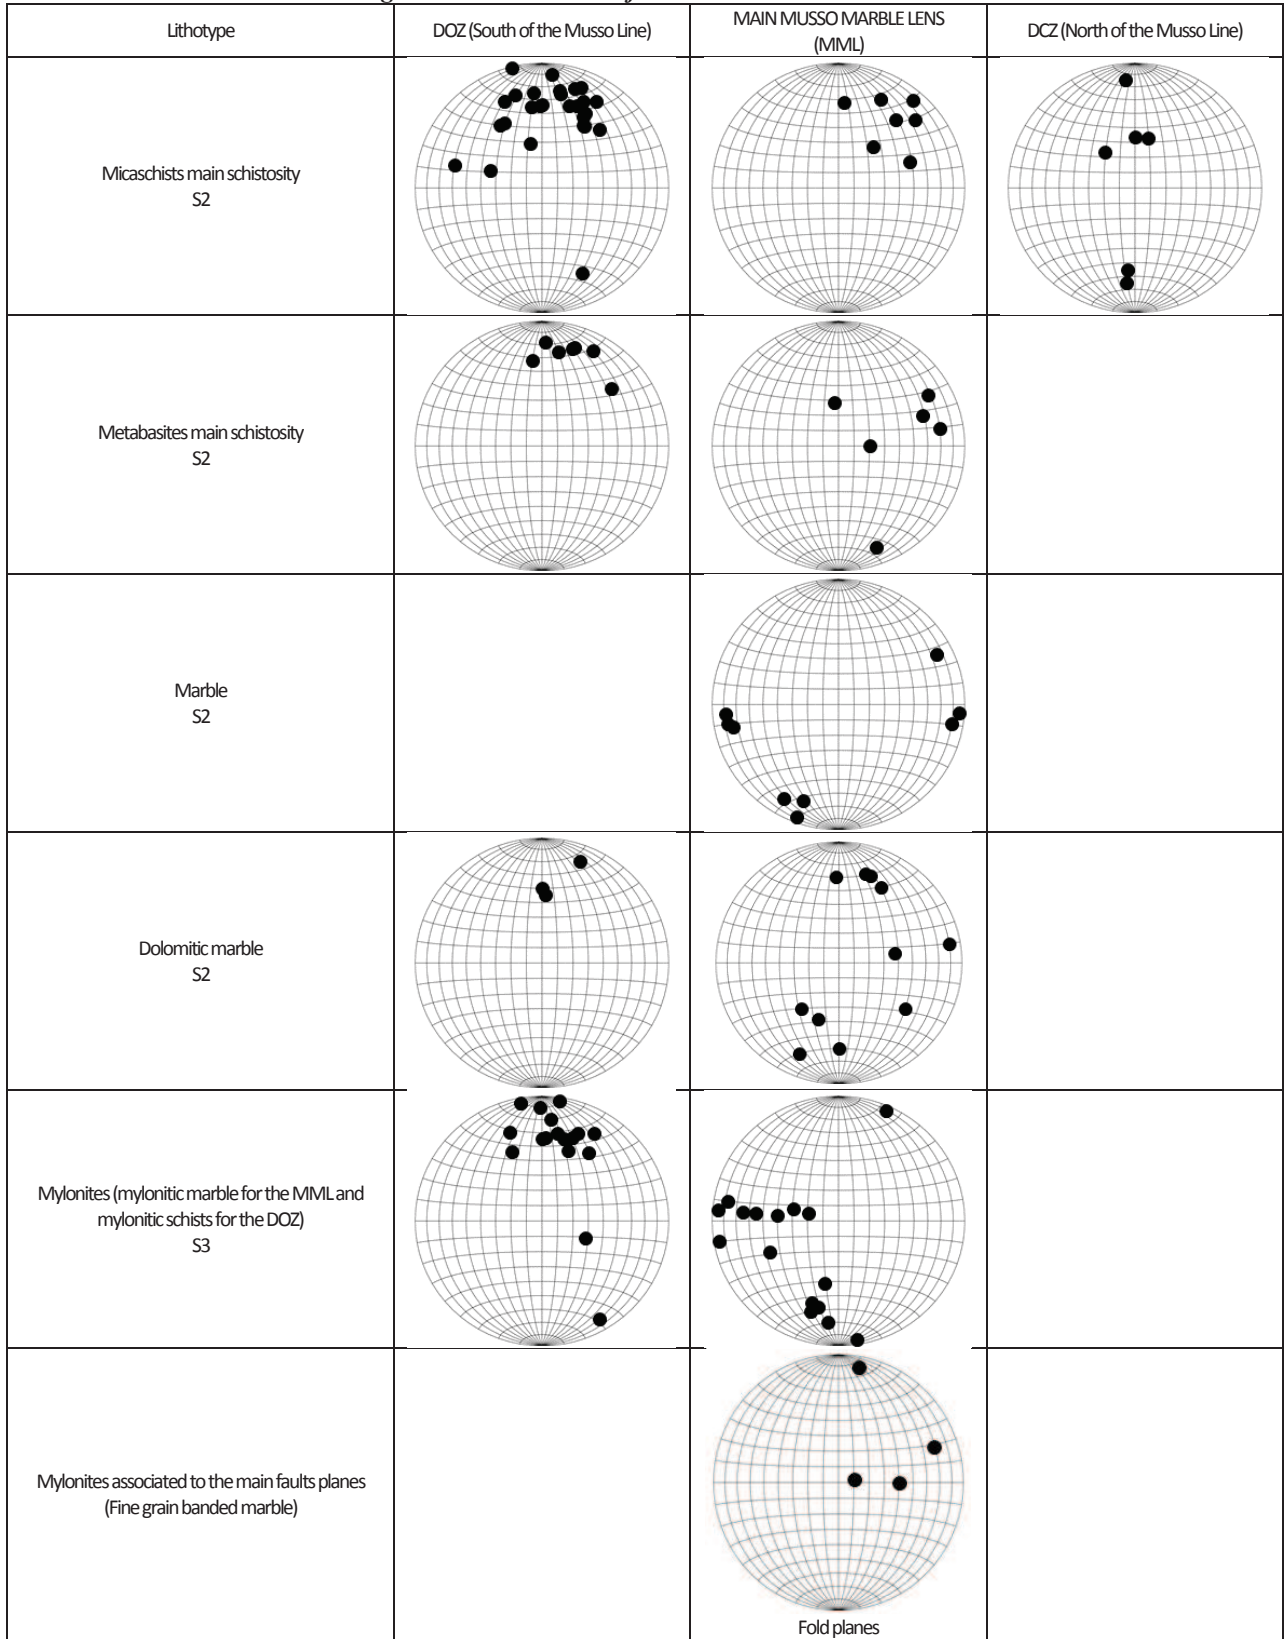 Lithotype
DOZ (South of the Musso Line)
MAIN MUSSO MARBLE LENS
(MML)
DCZ (North of the Musso Line)
Micaschists main schistosity
S2
Metabasites main schistosity
S2
Marble
S2
Dolomitic marble
S2
Mylonites (mylonitic marble for the MML and
mylonitic schists for the DOZ)
S3
Mylonites associated to the main faults planes
(Fine grain banded marble)
Fold planes